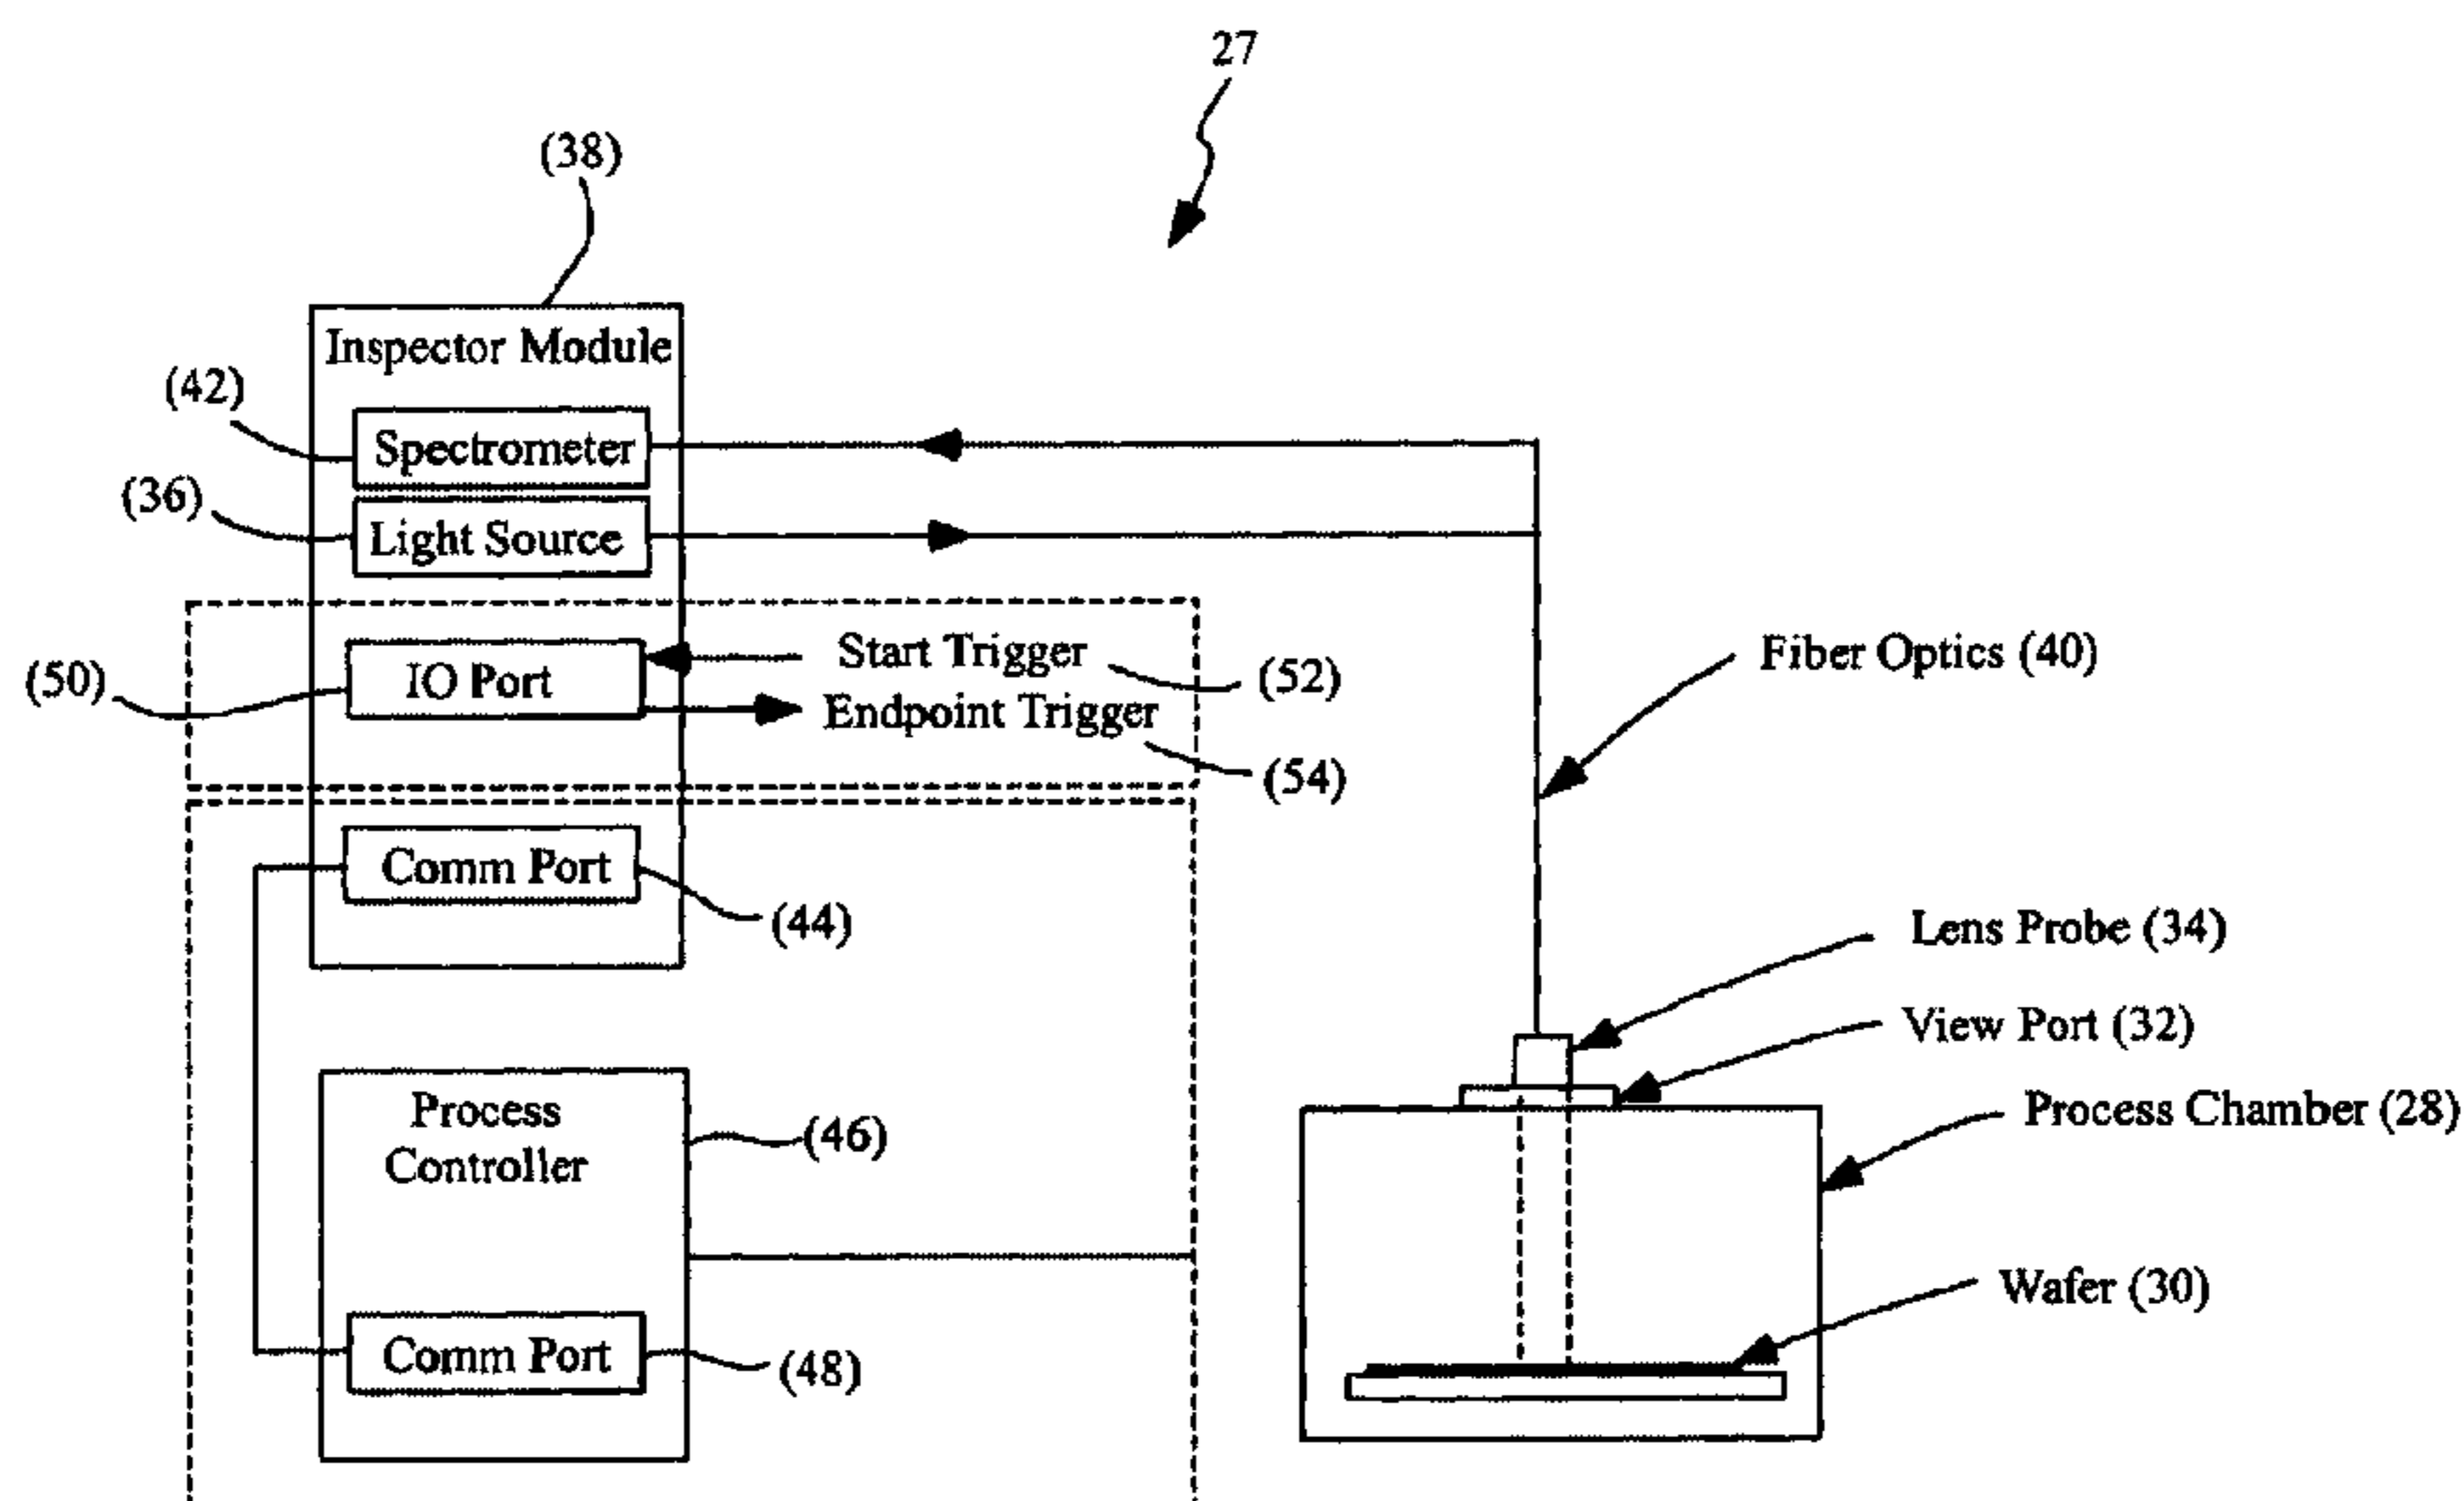 27
(38)
Inspector Module
(42)
Spectrometer
(36)
Light Source
(50)
IO Port
Start Trigger
(52)
Endpoint Trigger
(54)
Fiber Optics (40)
Comm Port
(44)
Lens Probe (34)
View Port (32)
Process Chamber (28)
Process
Controller
(46)
Wafer (30)
Comm Port
(48)